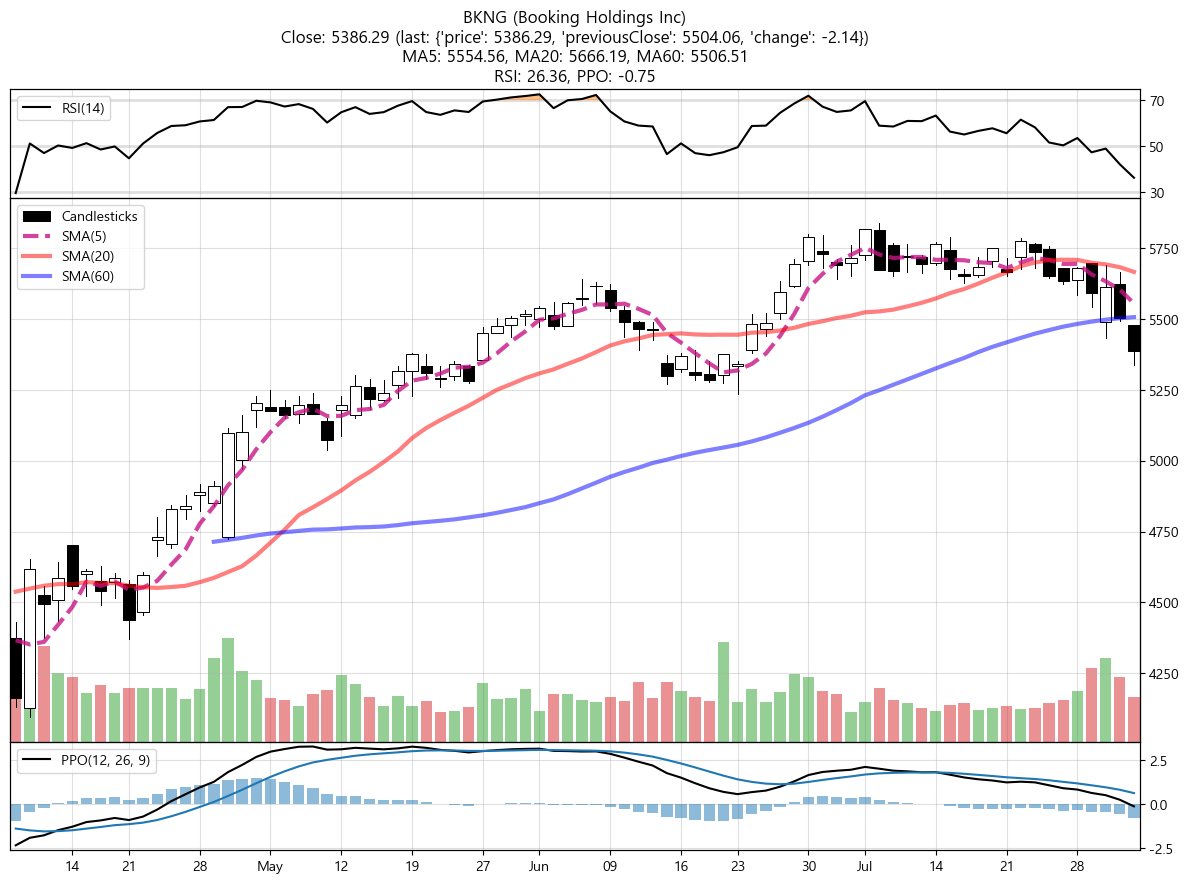 BKNG (Booking Holdings Inc)
Close: 5386.29 (last: {'price': 5386.29, 'previousClose': 5504.06, 'change': -2.14})
MA5: 5554.56, MA20: 5666.19, MA60: 5506.51
RSI: 26.36, PPO: -0.75
RSI(14)
70
50
30
Candlesticks
SMA(5)
SMA(20)
SMA(60)
5750
5500
5250
5000
4750
4500
4250
PPO(12, 26, 9)
2.5
0.0
-2.5
14 21 28 May 12 19 27 Jun 09 16 23 30 Jul 14 21 28